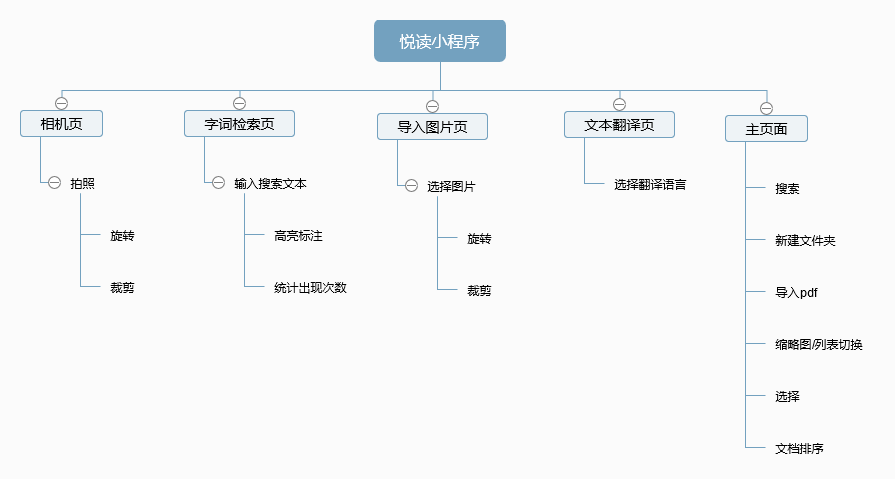 悦读小程序
相机页
字词检索页
导入图片页
文本翻译页
主页面
拍照
旋转
裁剪
输入搜索文本
高亮标注
统计出现次数
选择图片
旋转
裁剪
选择翻译语言
搜索
新建文件夹
导入pdf
缩略图/列表切换
选择
文档排序